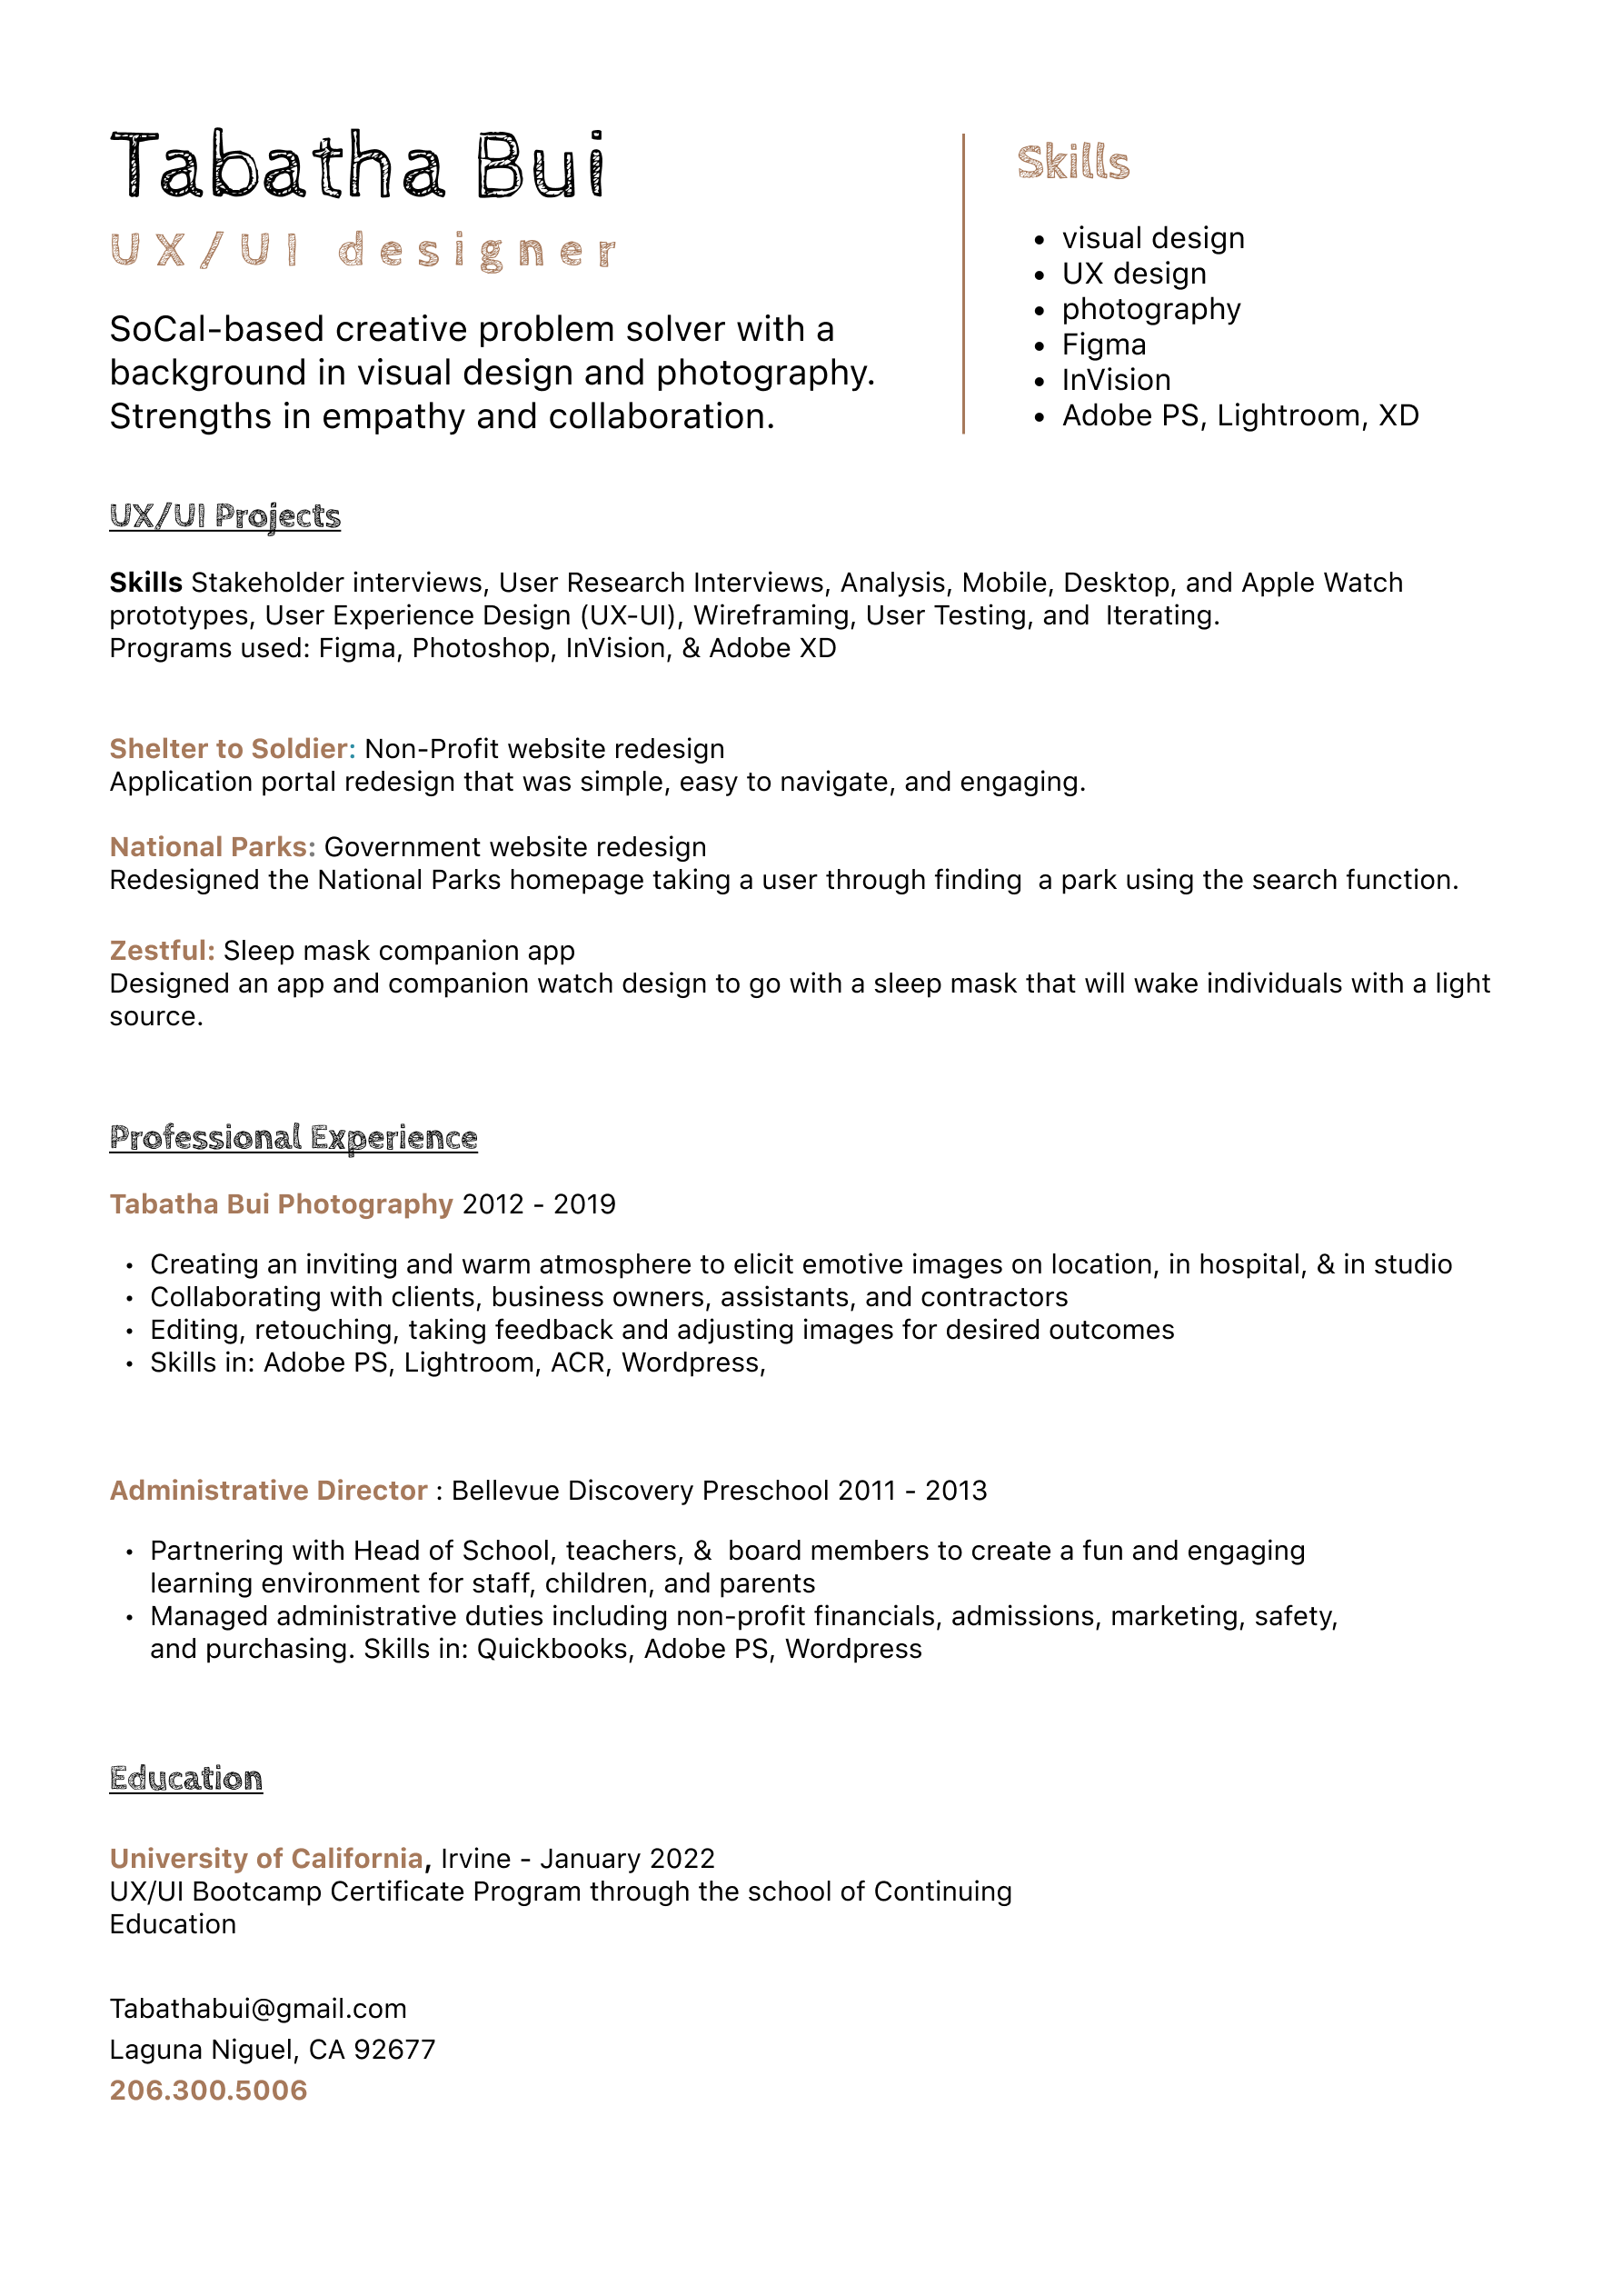 Tabatha Bui
UX/UI designer
SoCal-based creative problem solver with a
background in visual design and photography.
Strengths in empathy and collaboration.
Skills
• visual design
• UX design
• photography
• Figma
• InVision
• Adobe PS, Lightroom, XD
UX/UI Projects
Skills Stakeholder interviews, User Research Interviews, Analysis, Mobile, Desktop, and Apple Watch
prototypes, User Experience Design (UX-UI), Wireframing, User Testing, and  Iterating.
Programs used: Figma, Photoshop, InVision, & Adobe XD
Shelter to Soldier: Non-Profit website redesign
Application portal redesign that was simple, easy to navigate, and engaging.
National Parks: Government website redesign
Redesigned the National Parks homepage taking a user through finding  a park using the search function.
Zestful: Sleep mask companion app
Designed an app and companion watch design to go with a sleep mask that will wake individuals with a light
source.
Professional Experience
Tabatha Bui Photography 2012 - 2019
• Creating an inviting and warm atmosphere to elicit emotive images on location, in hospital, & in studio
• Collaborating with clients, business owners, assistants, and contractors
• Editing, retouching, taking feedback and adjusting images for desired outcomes
• Skills in: Adobe PS, Lightroom, ACR, Wordpress,
Administrative Director : Bellevue Discovery Preschool 2011 - 2013
• Partnering with Head of School, teachers, &  board members to create a fun and engaging
learning environment for staff, children, and parents
• Managed administrative duties including non-profit financials, admissions, marketing, safety,
and purchasing. Skills in: Quickbooks, Adobe PS, Wordpress
Education
University of California, Irvine - January 2022
UX/UI Bootcamp Certificate Program through the school of Continuing
Education
Tabathabui@gmail.com
Laguna Niguel, CA 92677
206.300.5006